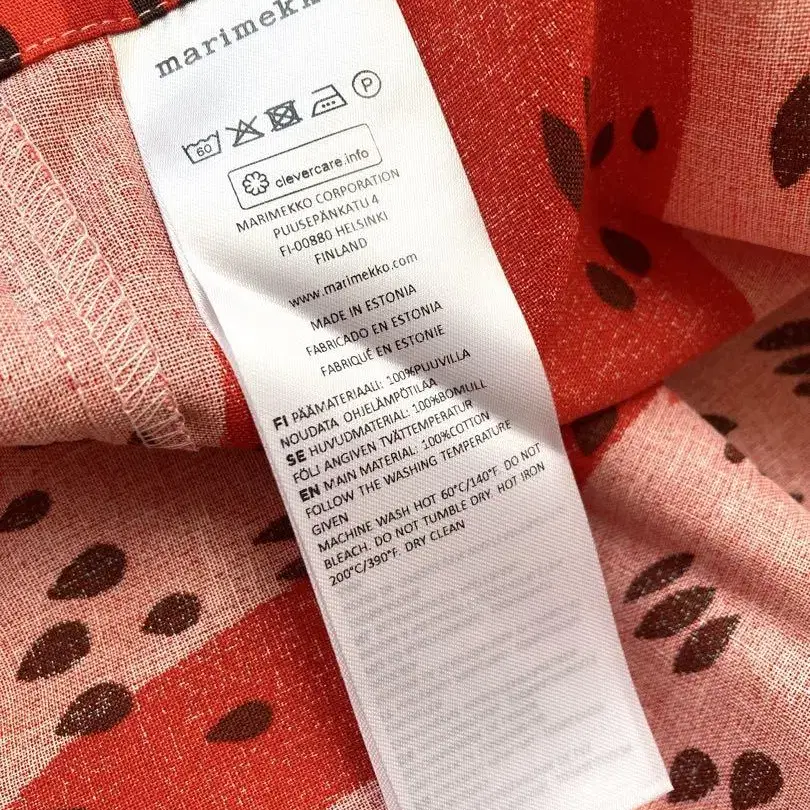 marimekko
60
P
clevercare.info
MARIMEKKO CORPORATION
PUUSEPÄNKATU 4
FI-00880 HELSINKI
FINLAND
www.marimekko.com
MADE IN ESTONIA
FABRICADO EN ESTONIA
FABRIQUÉ EN ESTONIE
FI PÄÄMATERIAALI: 100%PUUVILLA
NOUDATA OHJELÄMPÖTILAA
SE HUVUDMATERIAL: 100%BOMULL
FÖLJ ANGIVEN TVÄTTEMPERATUR
EN MAIN MATERIAL: 100%COTTON
FOLLOW THE WASHING TEMPERATURE
GIVEN
MACHINE WASH HOT 60°C/140°F DO NOT
BLEACH. DO NOT TUMBLE DRY. HOT IRON
200°C/390°F DRY CLEAN